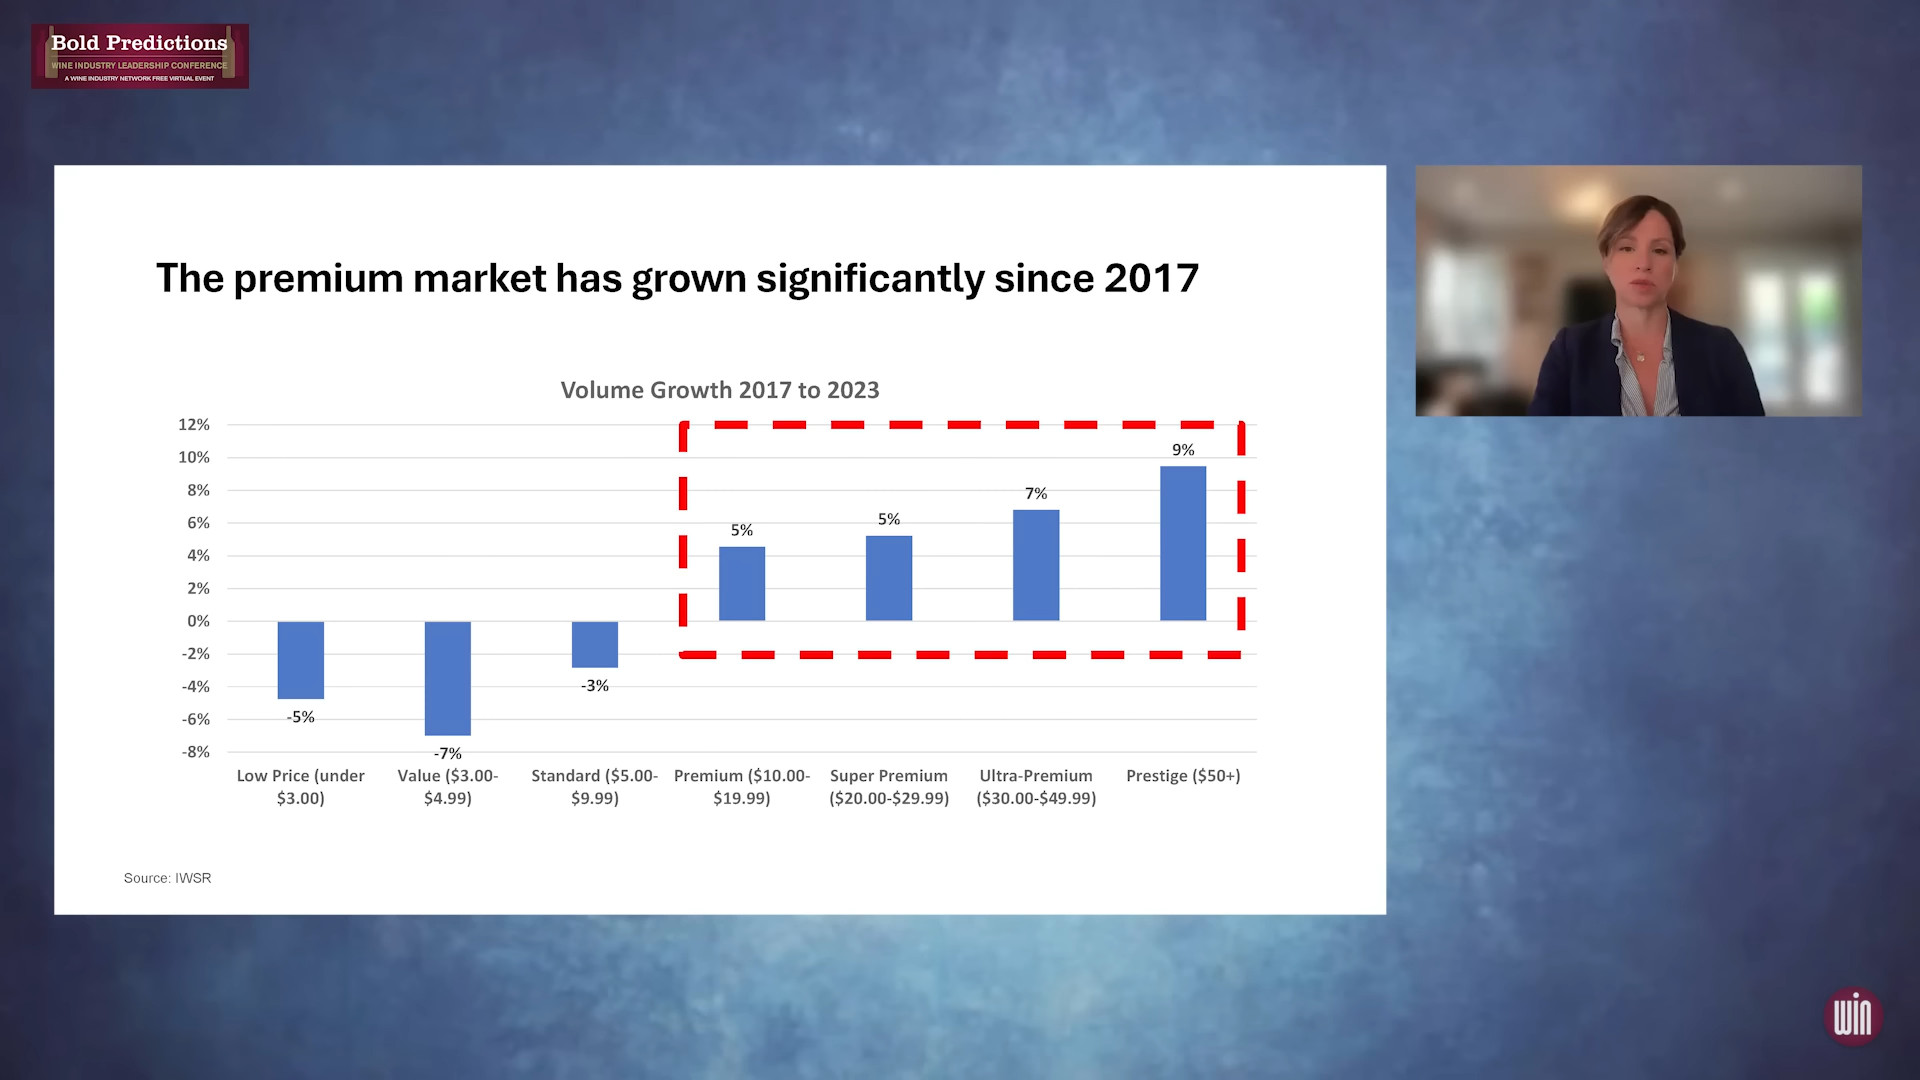 Bold Predictions
WINE INDUSTRY LEADERSHIP CONFERENCE
A WINE INDUSTRY NETWORK FREE VIRTUAL EVENT
The premium market has grown significantly since 2017
Volume Growth 2017 to 2023
12%
10%
8%
6%
4%
2%
0%
-2%
-4%
-6%
-8%
-5%
-7%
-3%
5%
5%
7%
9%
Low Price (under
$3.00)
Value ($3.00-
$4.99)
Standard ($5.00-
$9.99)
Premium ($10.00-
$19.99)
Super Premium
($20.00-$29.99)
Ultra-Premium
($30.00-$49.99)
Prestige ($50+)
Source: IWSR
win